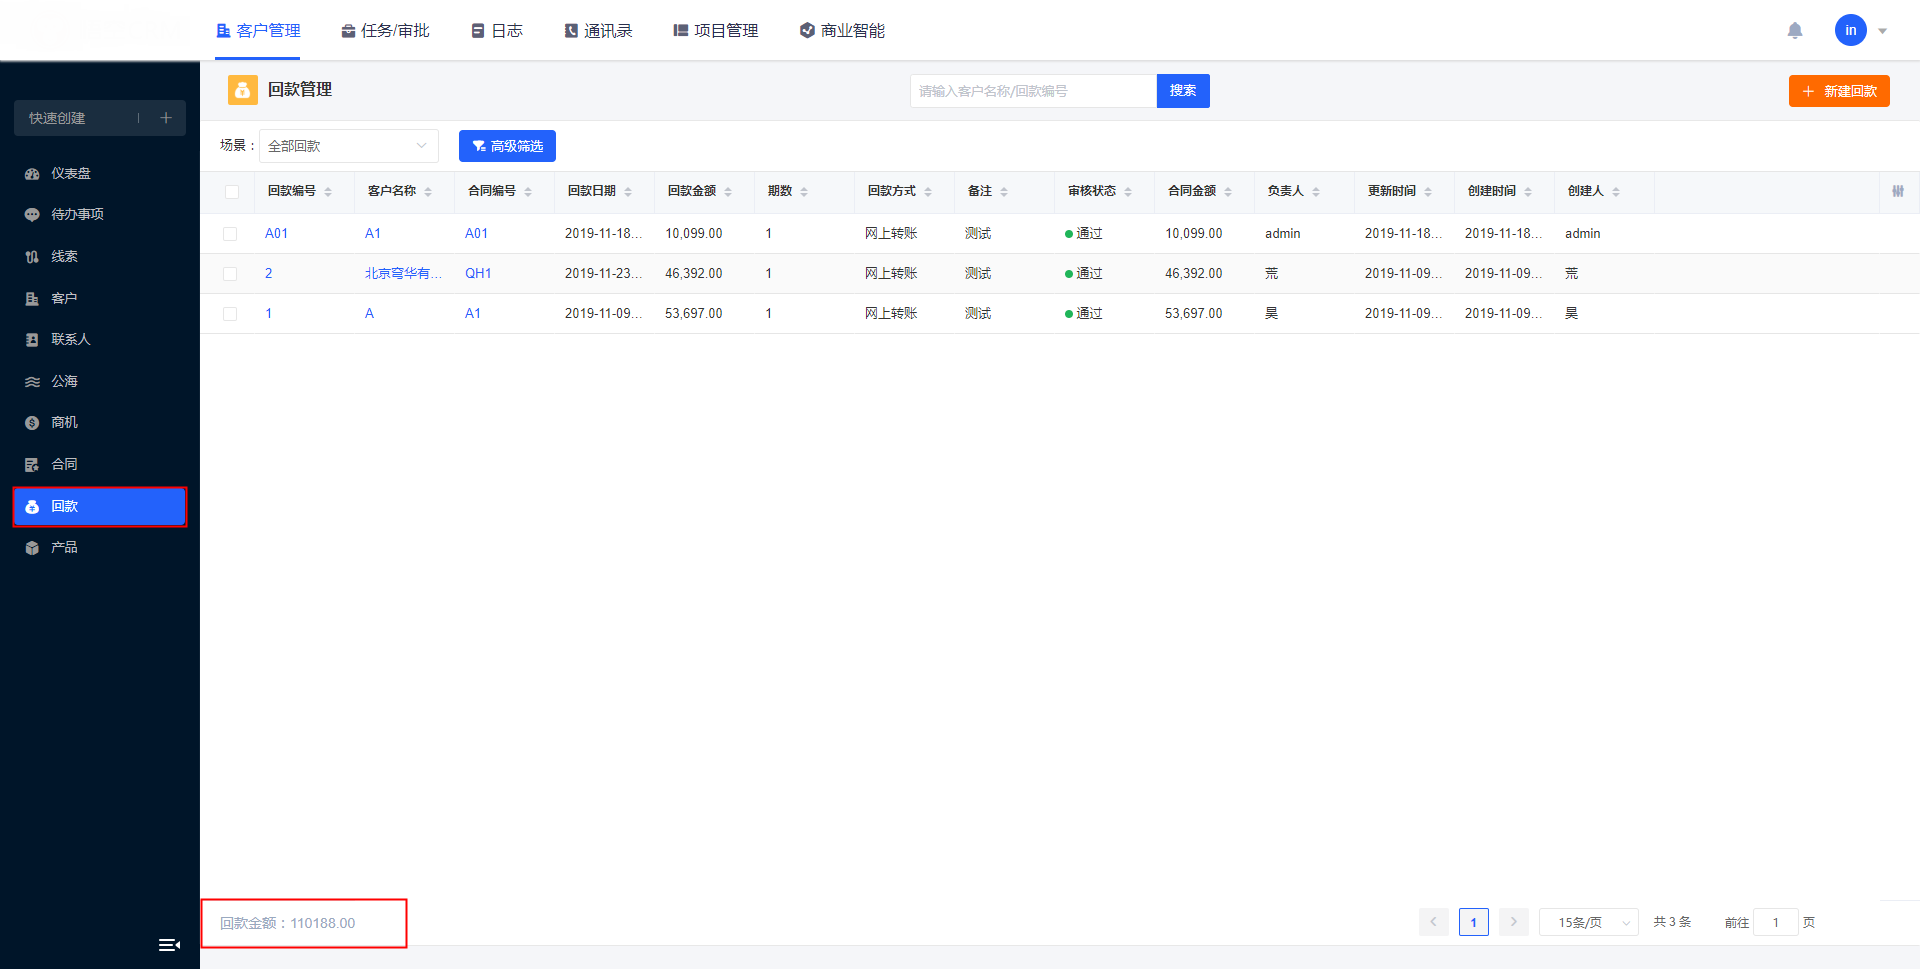 客户管理 任务/审批 日志 通讯录 项目管理 商业智能 in
快速创建
仪表盘
待办事项
线索
客户
联系人
公海
商机
合同
回款
产品
回款管理 请输入客户名称/回款编号 搜索 新建回款
场景： 全部回款 高级筛选
回款编号 客户名称 合同编号 回款日期 回款金额 期数 回款方式 备注 审核状态 合同金额 负责人 更新时间 创建时间 创建人
A01 A1 A01 2019-11-18... 10,099.00 1 网上转账 测试 通过 10,099.00 admin 2019-11-18... 2019-11-18... admin
2 北京穹华有... QH1 2019-11-23... 46,392.00 1 网上转账 测试 通过 46,392.00 荒 2019-11-09... 2019-11-09... 荒
1 A A1 2019-11-09... 53,697.00 1 网上转账 测试 通过 53,697.00 昊 2019-11-09... 2019-11-09... 昊
回款金额：110188.00 1 15条/页 共 3 条 前往 1 页